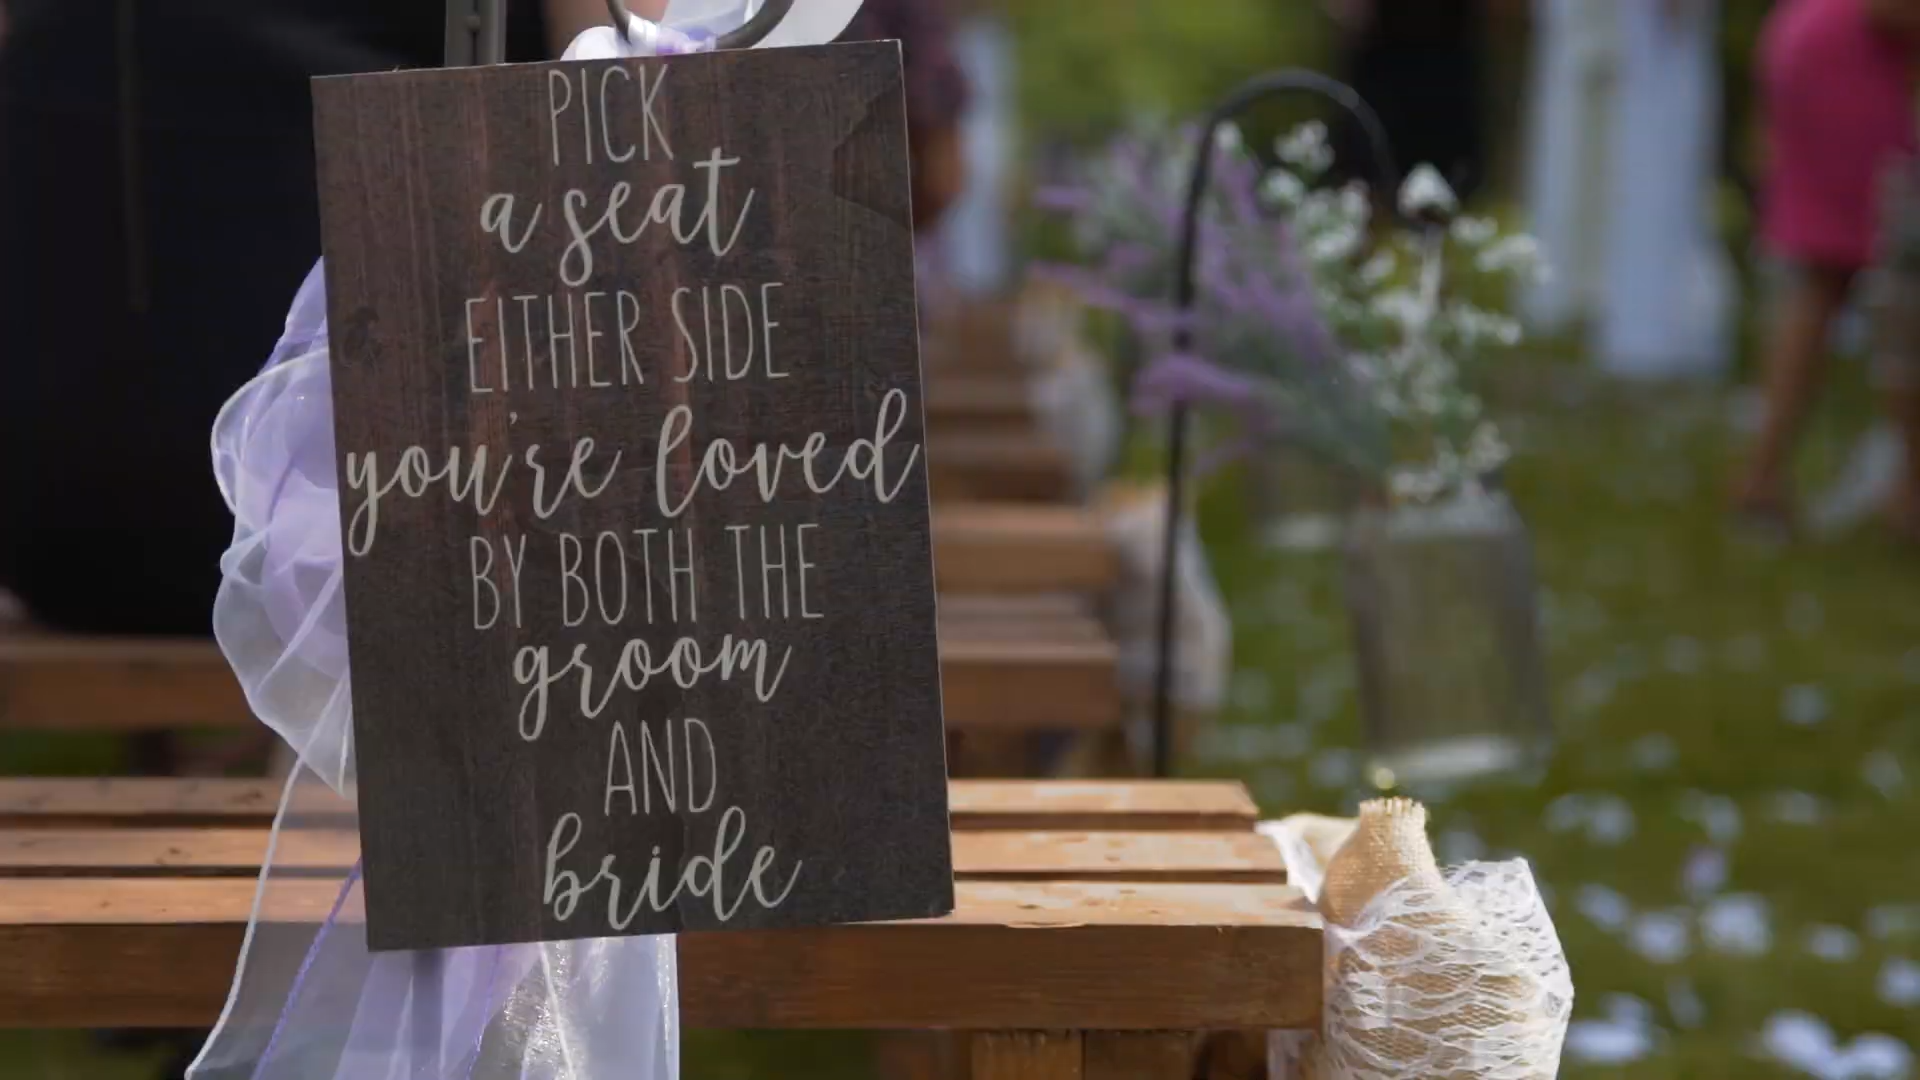 PICK
a seat
EITHER SIDE
you're loved
BY BOTH THE
groom
AND
bride